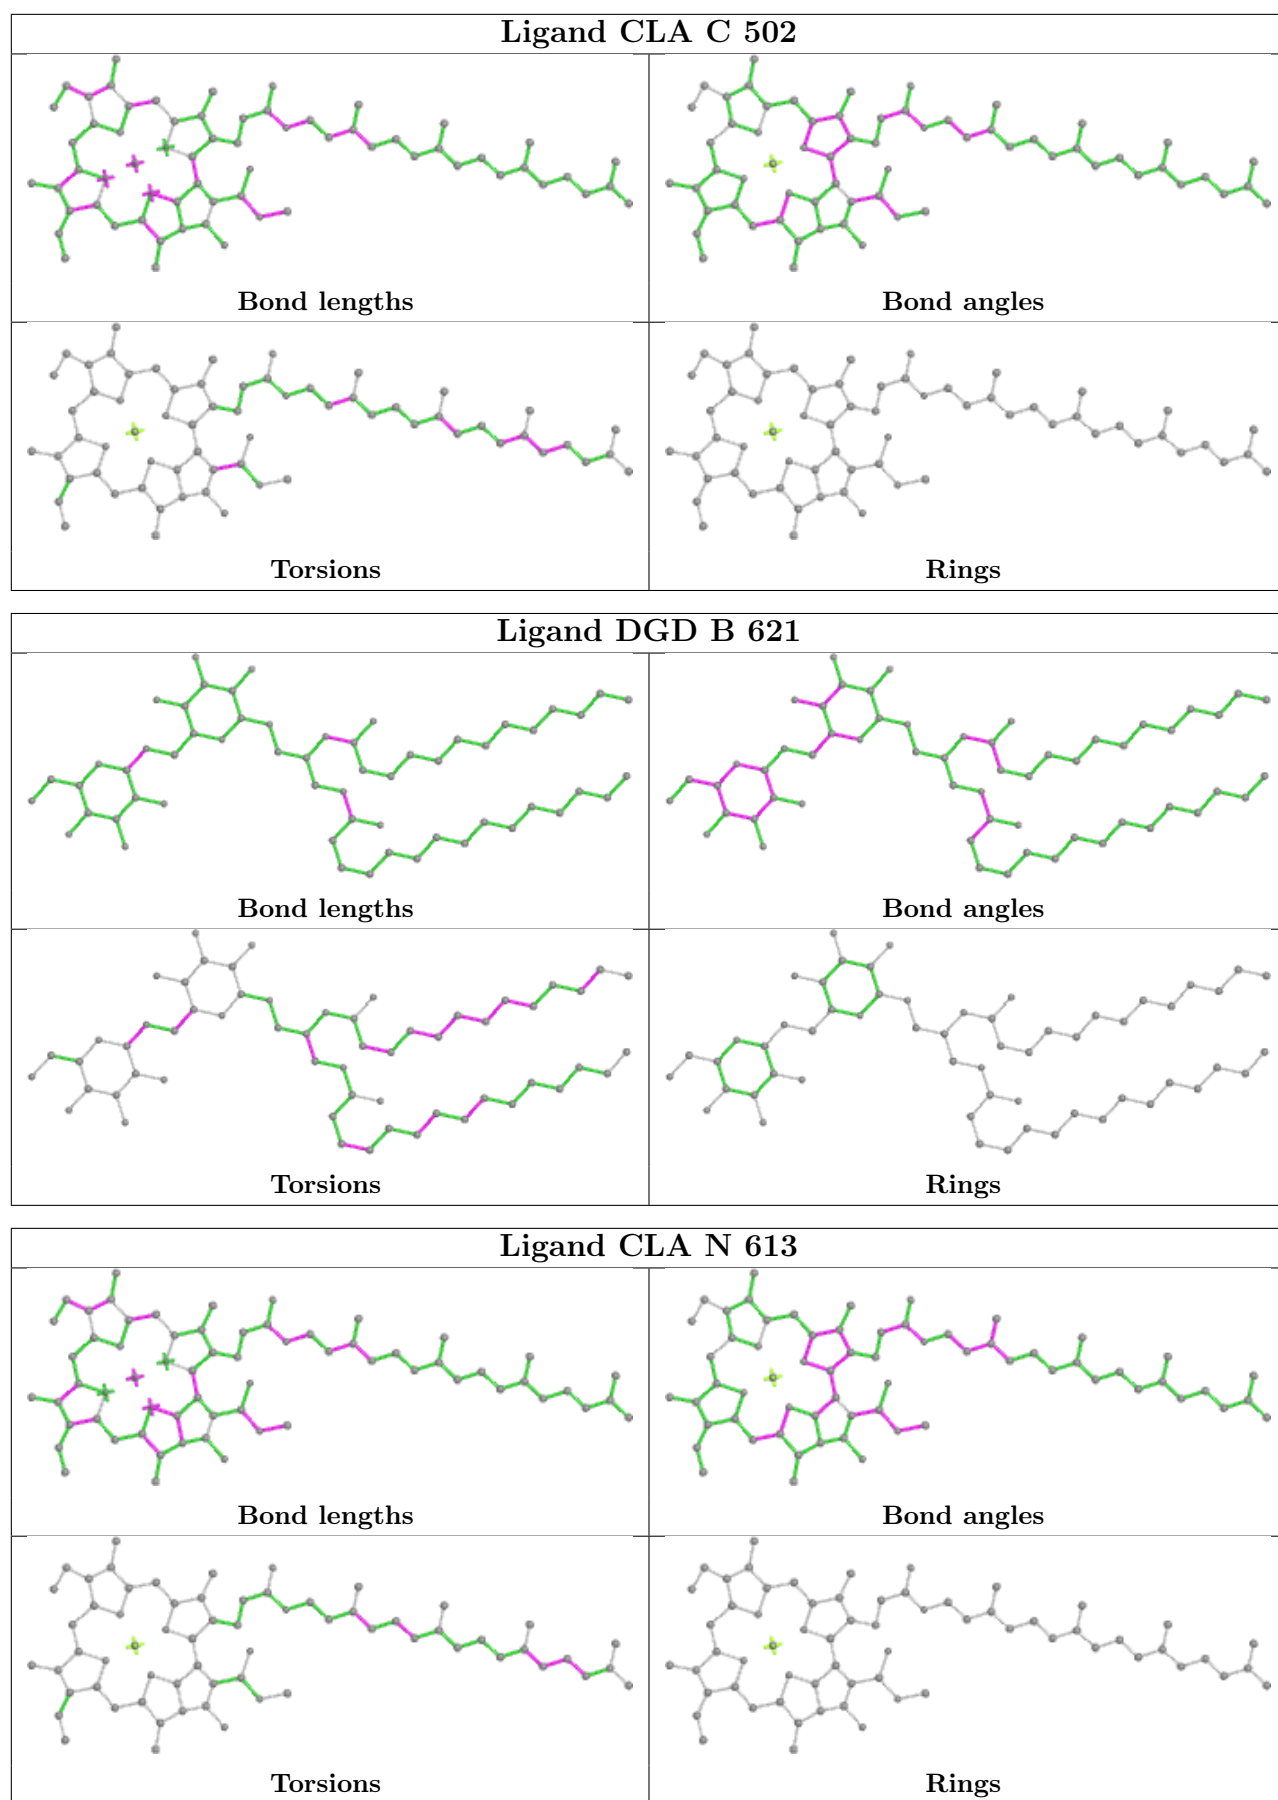 Ligand CLA C 502
Bond lengths
Bond angles
Torsions
Rings
Ligand DGD B 621
Bond lengths
Bond angles
Torsions
Rings
Ligand CLA N 613
Bond lengths
Bond angles
Torsions
Rings